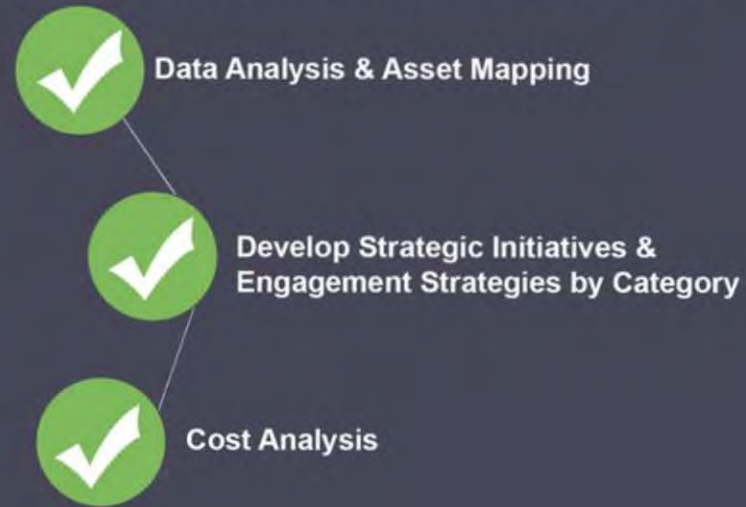 Data Analysis & Asset Mapping
Develop Strategic Initiatives &
Engagement Strategies by Category
Cost Analysis